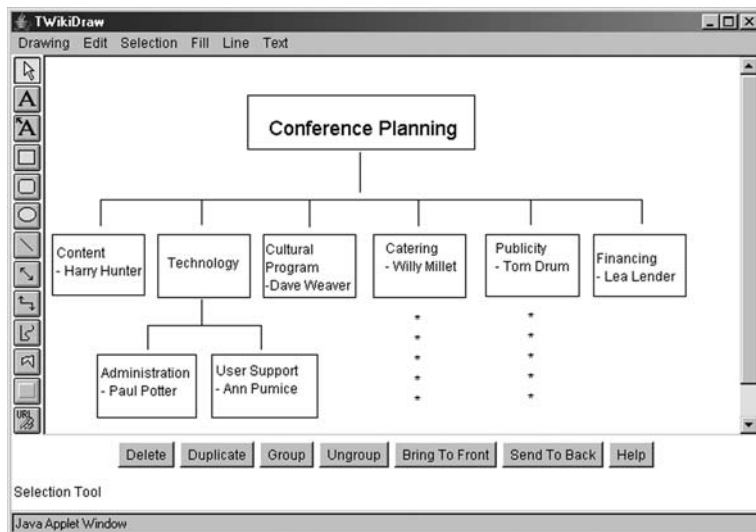 TWikiDraw
Drawing Edit Selection Fill Line Text
A
A
URL
Conference Planning
Content
- Harry Hunter
Technology
Cultural
Program
-Dave Weaver
Catering
- Willy Millet
Publicity
- Tom Drum
Financing
- Lea Lender
*
*
*
*
*
*
*
*
*
*
Administration
- Paul Potter
User Support
- Ann Pumice
Delete Duplicate Group Ungroup Bring To Front Send To Back Help
Selection Tool
Java Applet Window